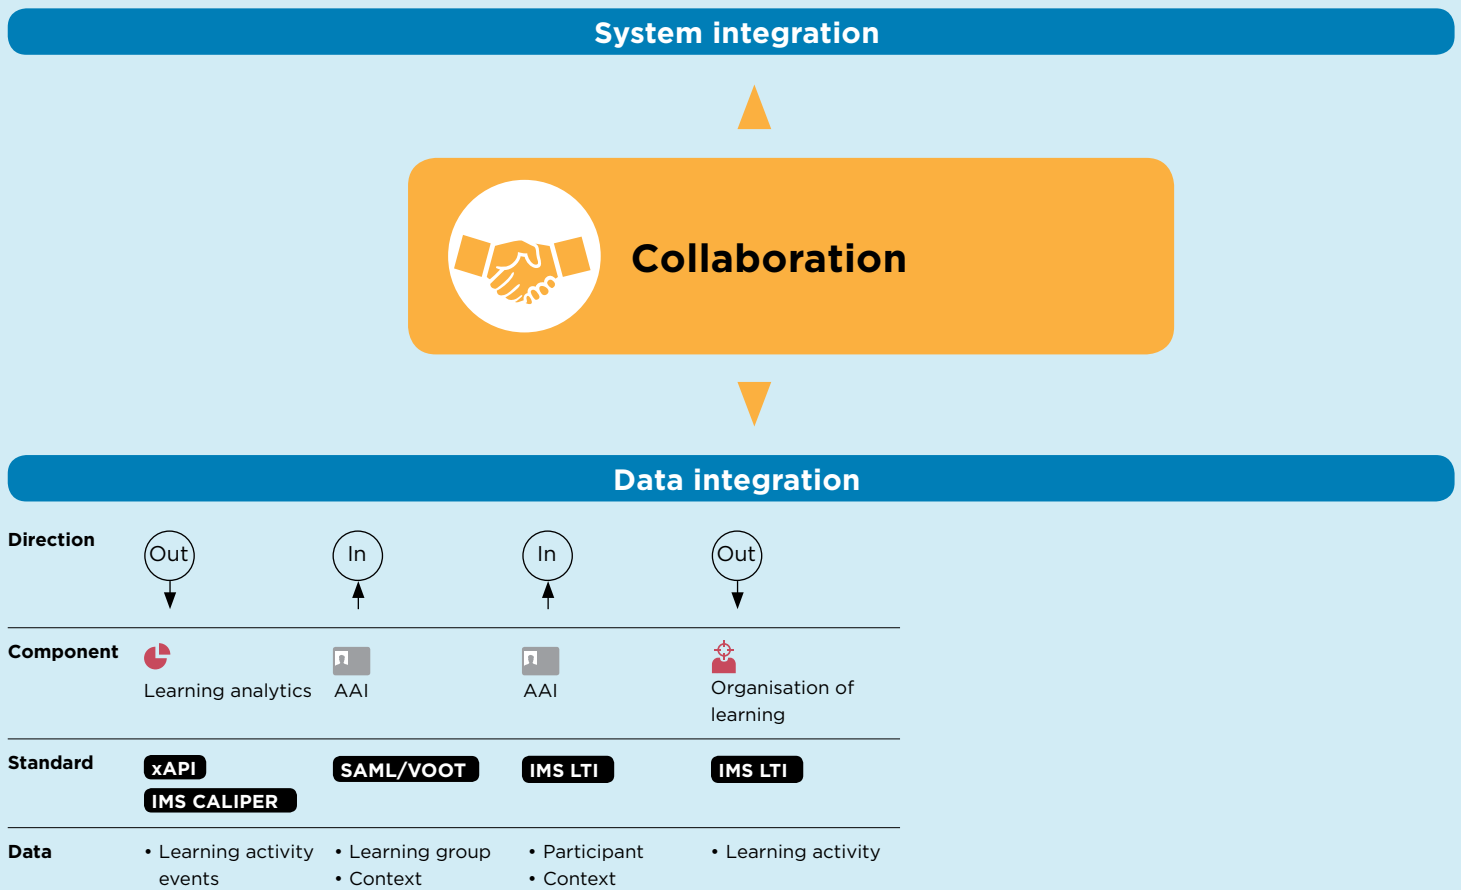 System integration
Collaboration
Data integration
Direction
Out
In
In
Out
Component
Learning analytics
AAI
AAI
Organisation of
learning
Standard
xAPI
IMS CALIPER
SAML/VOOT
IMS LTI
IMS LTI
Data
• Learning activity
events
• Learning group
• Context
• Participant
• Context
• Learning activity